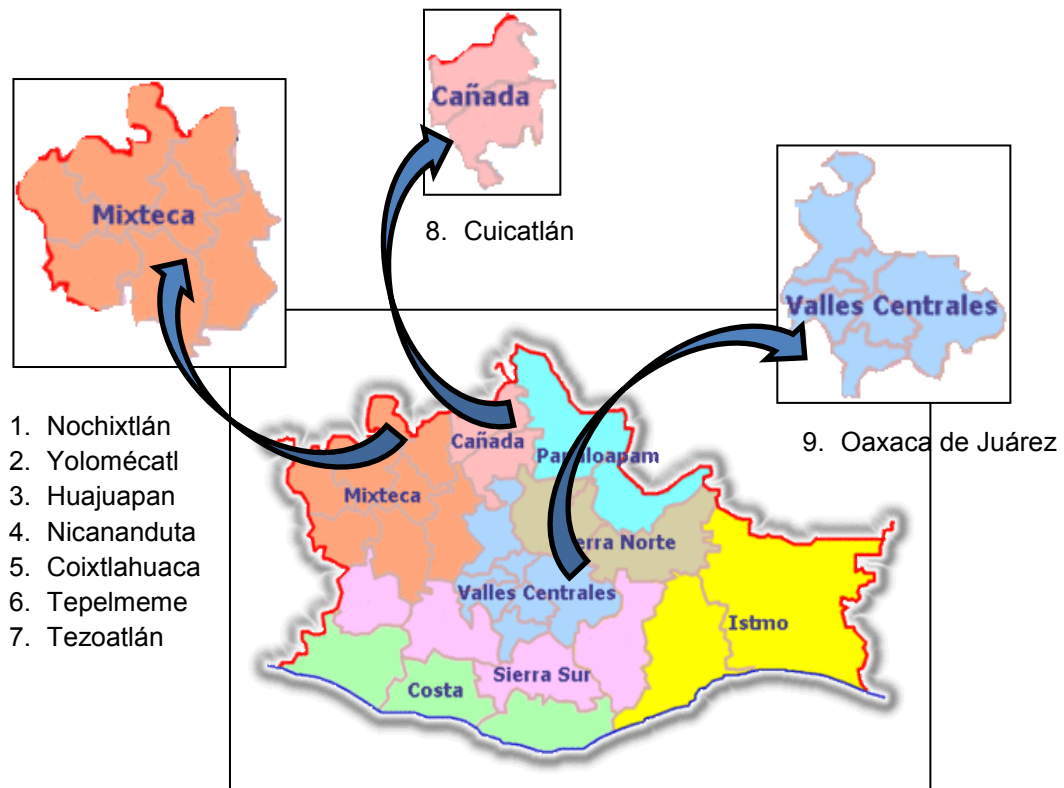 Cañada
8. Cuicatlán
Mixteca
Valles Centrales
9. Oaxaca de Juárez
1. Nochixtlán
2. Yolomécatl
3. Huajuapan
4. Nicananduta
5. Coixtlahuaca
6. Tepelmeme
7. Tezoatlán
Cañada
Papaloapam
Mixteca
erra Norte
Valles Centrales
Istmo
Sierra Sur
Costa